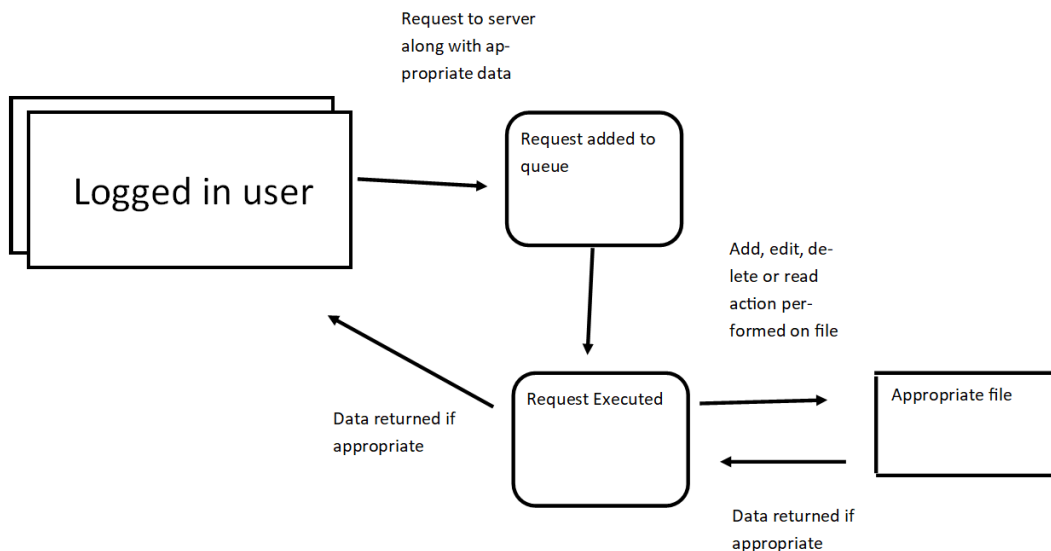 Request to server
along with ap-
propriate data
Logged in user
Request added to
queue
Add, edit, de-
lete or read
action per-
formed on file
Request Executed
Appropriate file
Data returned if
appropriate
Data returned if
appropriate